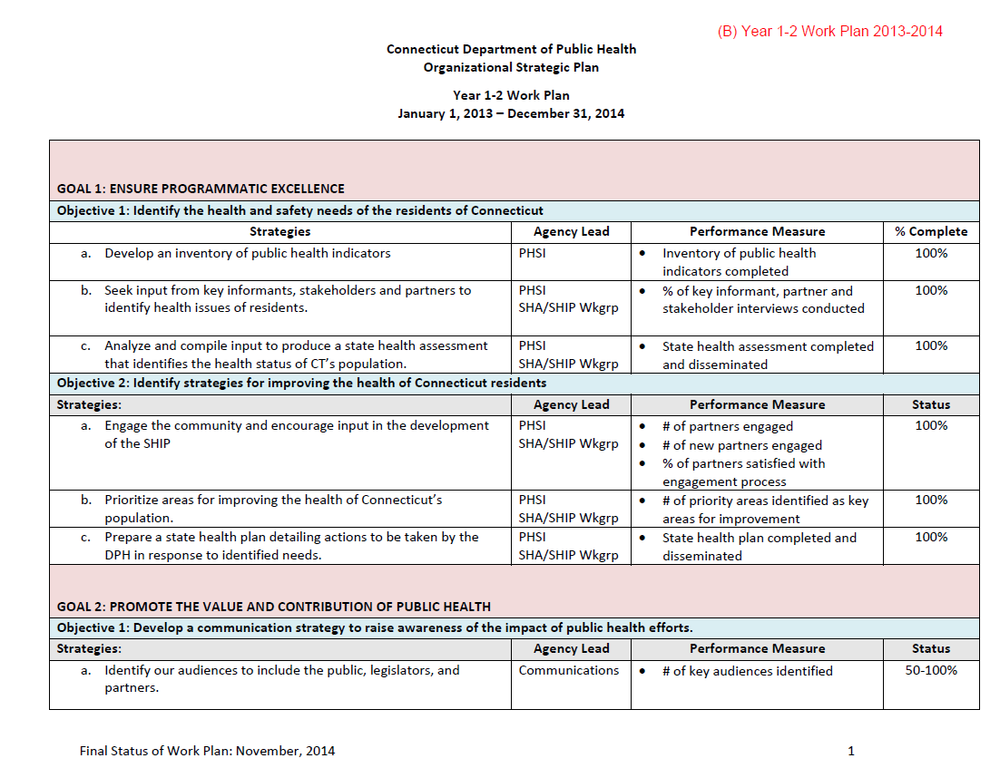 (B) Year 1-2 Work Plan 2013-2014
Connecticut Department of Public Health
Organizational Strategic Plan
Year 1-2 Work Plan
January 1, 2013 – December 31, 2014
GOAL 1: ENSURE PROGRAMMATIC EXCELLENCE
Objective 1: Identify the health and safety needs of the residents of Connecticut
Strategies Agency Lead Performance Measure % Complete
a. Develop an inventory of public health indicators PHSI • Inventory of public health 100%
indicators completed
b. Seek input from key informants, stakeholders and partners to PHSI • % of key informant, partner and 100%
identify health issues of residents. SHA/SHIP Wkgrp stakeholder interviews conducted
c. Analyze and compile input to produce a state health assessment PHSI • State health assessment completed 100%
that identifies the health status of CT's population. SHA/SHIP Wkgrp and disseminated
Objective 2: Identify strategies for improving the health of Connecticut residents
Strategies: Agency Lead Performance Measure Status
a. Engage the community and encourage input in the development PHSI • # of partners engaged 100%
of the SHIP SHA/SHIP Wkgrp • # of new partners engaged
• % of partners satisfied with
engagement process
b. Prioritize areas for improving the health of Connecticut's PHSI • # of priority areas identified as key 100%
population. SHA/SHIP Wkgrp areas for improvement
c. Prepare a state health plan detailing actions to be taken by the PHSI • State health plan completed and 100%
DPH in response to identified needs. SHA/SHIP Wkgrp disseminated
GOAL 2: PROMOTE THE VALUE AND CONTRIBUTION OF PUBLIC HEALTH
Objective 1: Develop a communication strategy to raise awareness of the impact of public health efforts.
Strategies: Agency Lead Performance Measure Status
a. Identify our audiences to include the public, legislators, and Communications • # of key audiences identified 50-100%
partners.
Final Status of Work Plan: November, 2014 1